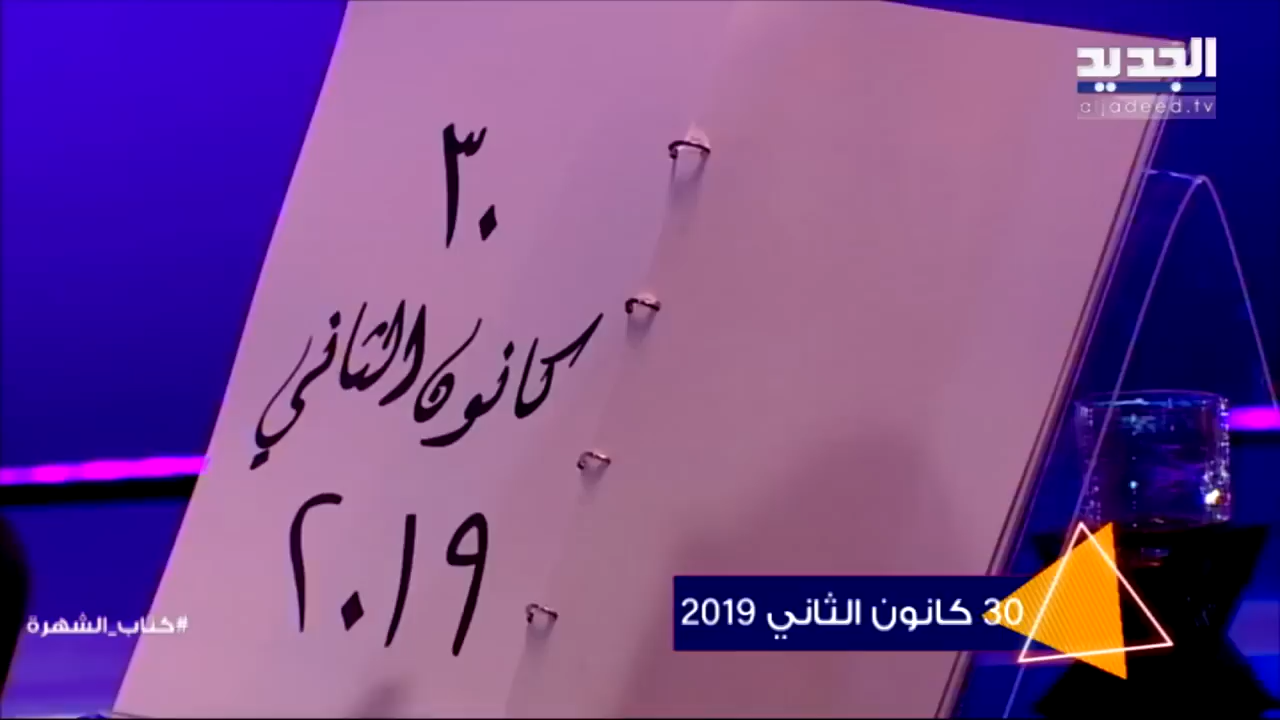 الجديد
aljadeed.tv
٣٠
كانون الثاني
٢٠١٩
30 كانون الثاني 2019
#كتاب_الشهرة